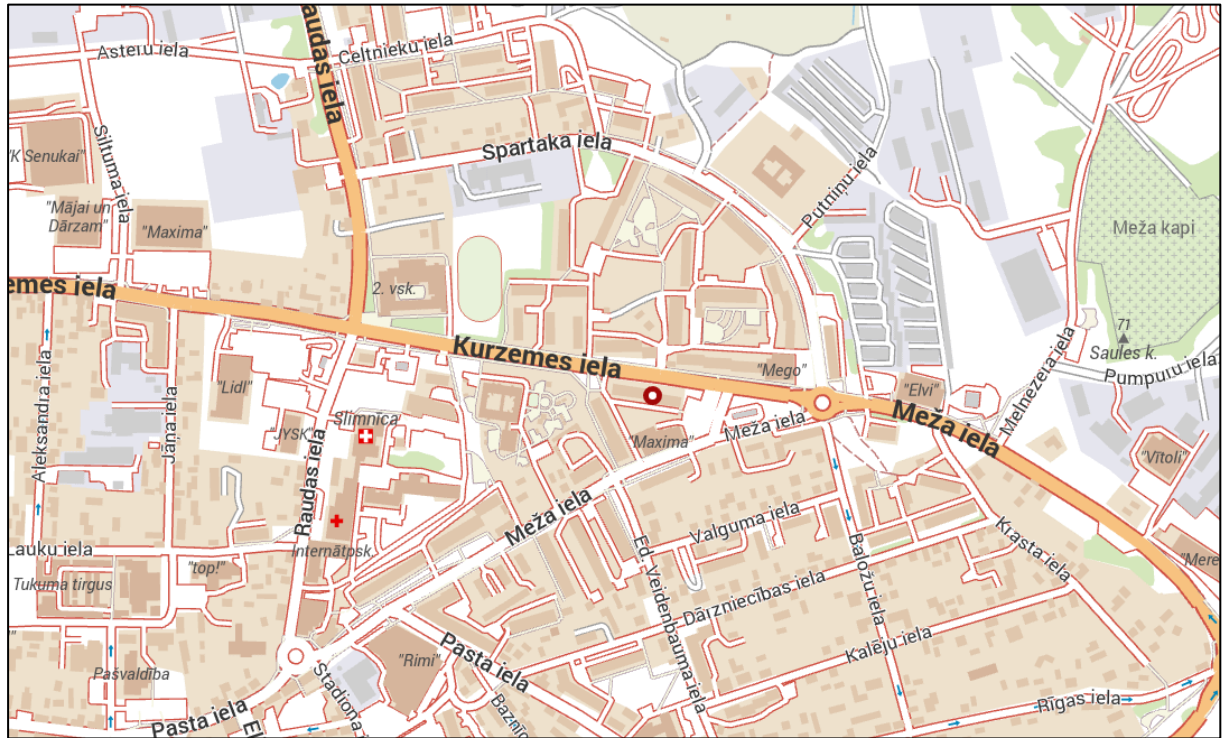 Asteru iela
Celtnieku iela
audas iela
"K Senukai"
Siltuma iela
Spartaka iela
Putniņu iela
"Mājai un
Dārzam"
"Maxima"
Meža kapi
2. vsk.
emes iela
Kurzemes iela
71
Saules k.
Pumpuru iela
"Mego"
"Lidl"
"Elvi"
Melnezera iela
Aleksandra iela
Jāņa iela
"JYSK"
Slimnīca
"Maxima"
Meža iela
Meža iela
"Vītoli"
Raudas iela
Meža iela
Valguma iela
Krasta iela
Lauku iela
Internātpsk.
Ed. Veidenbauma iela
Baložu iela
"Mere
Tukuma tirgus
"top!"
Dārzniecības iela
Kalēju iela
"Rimi"
Pasta iela
Pašvaldība
Stadiona
Rīgas iela
Pasta iela
El
Baznīc